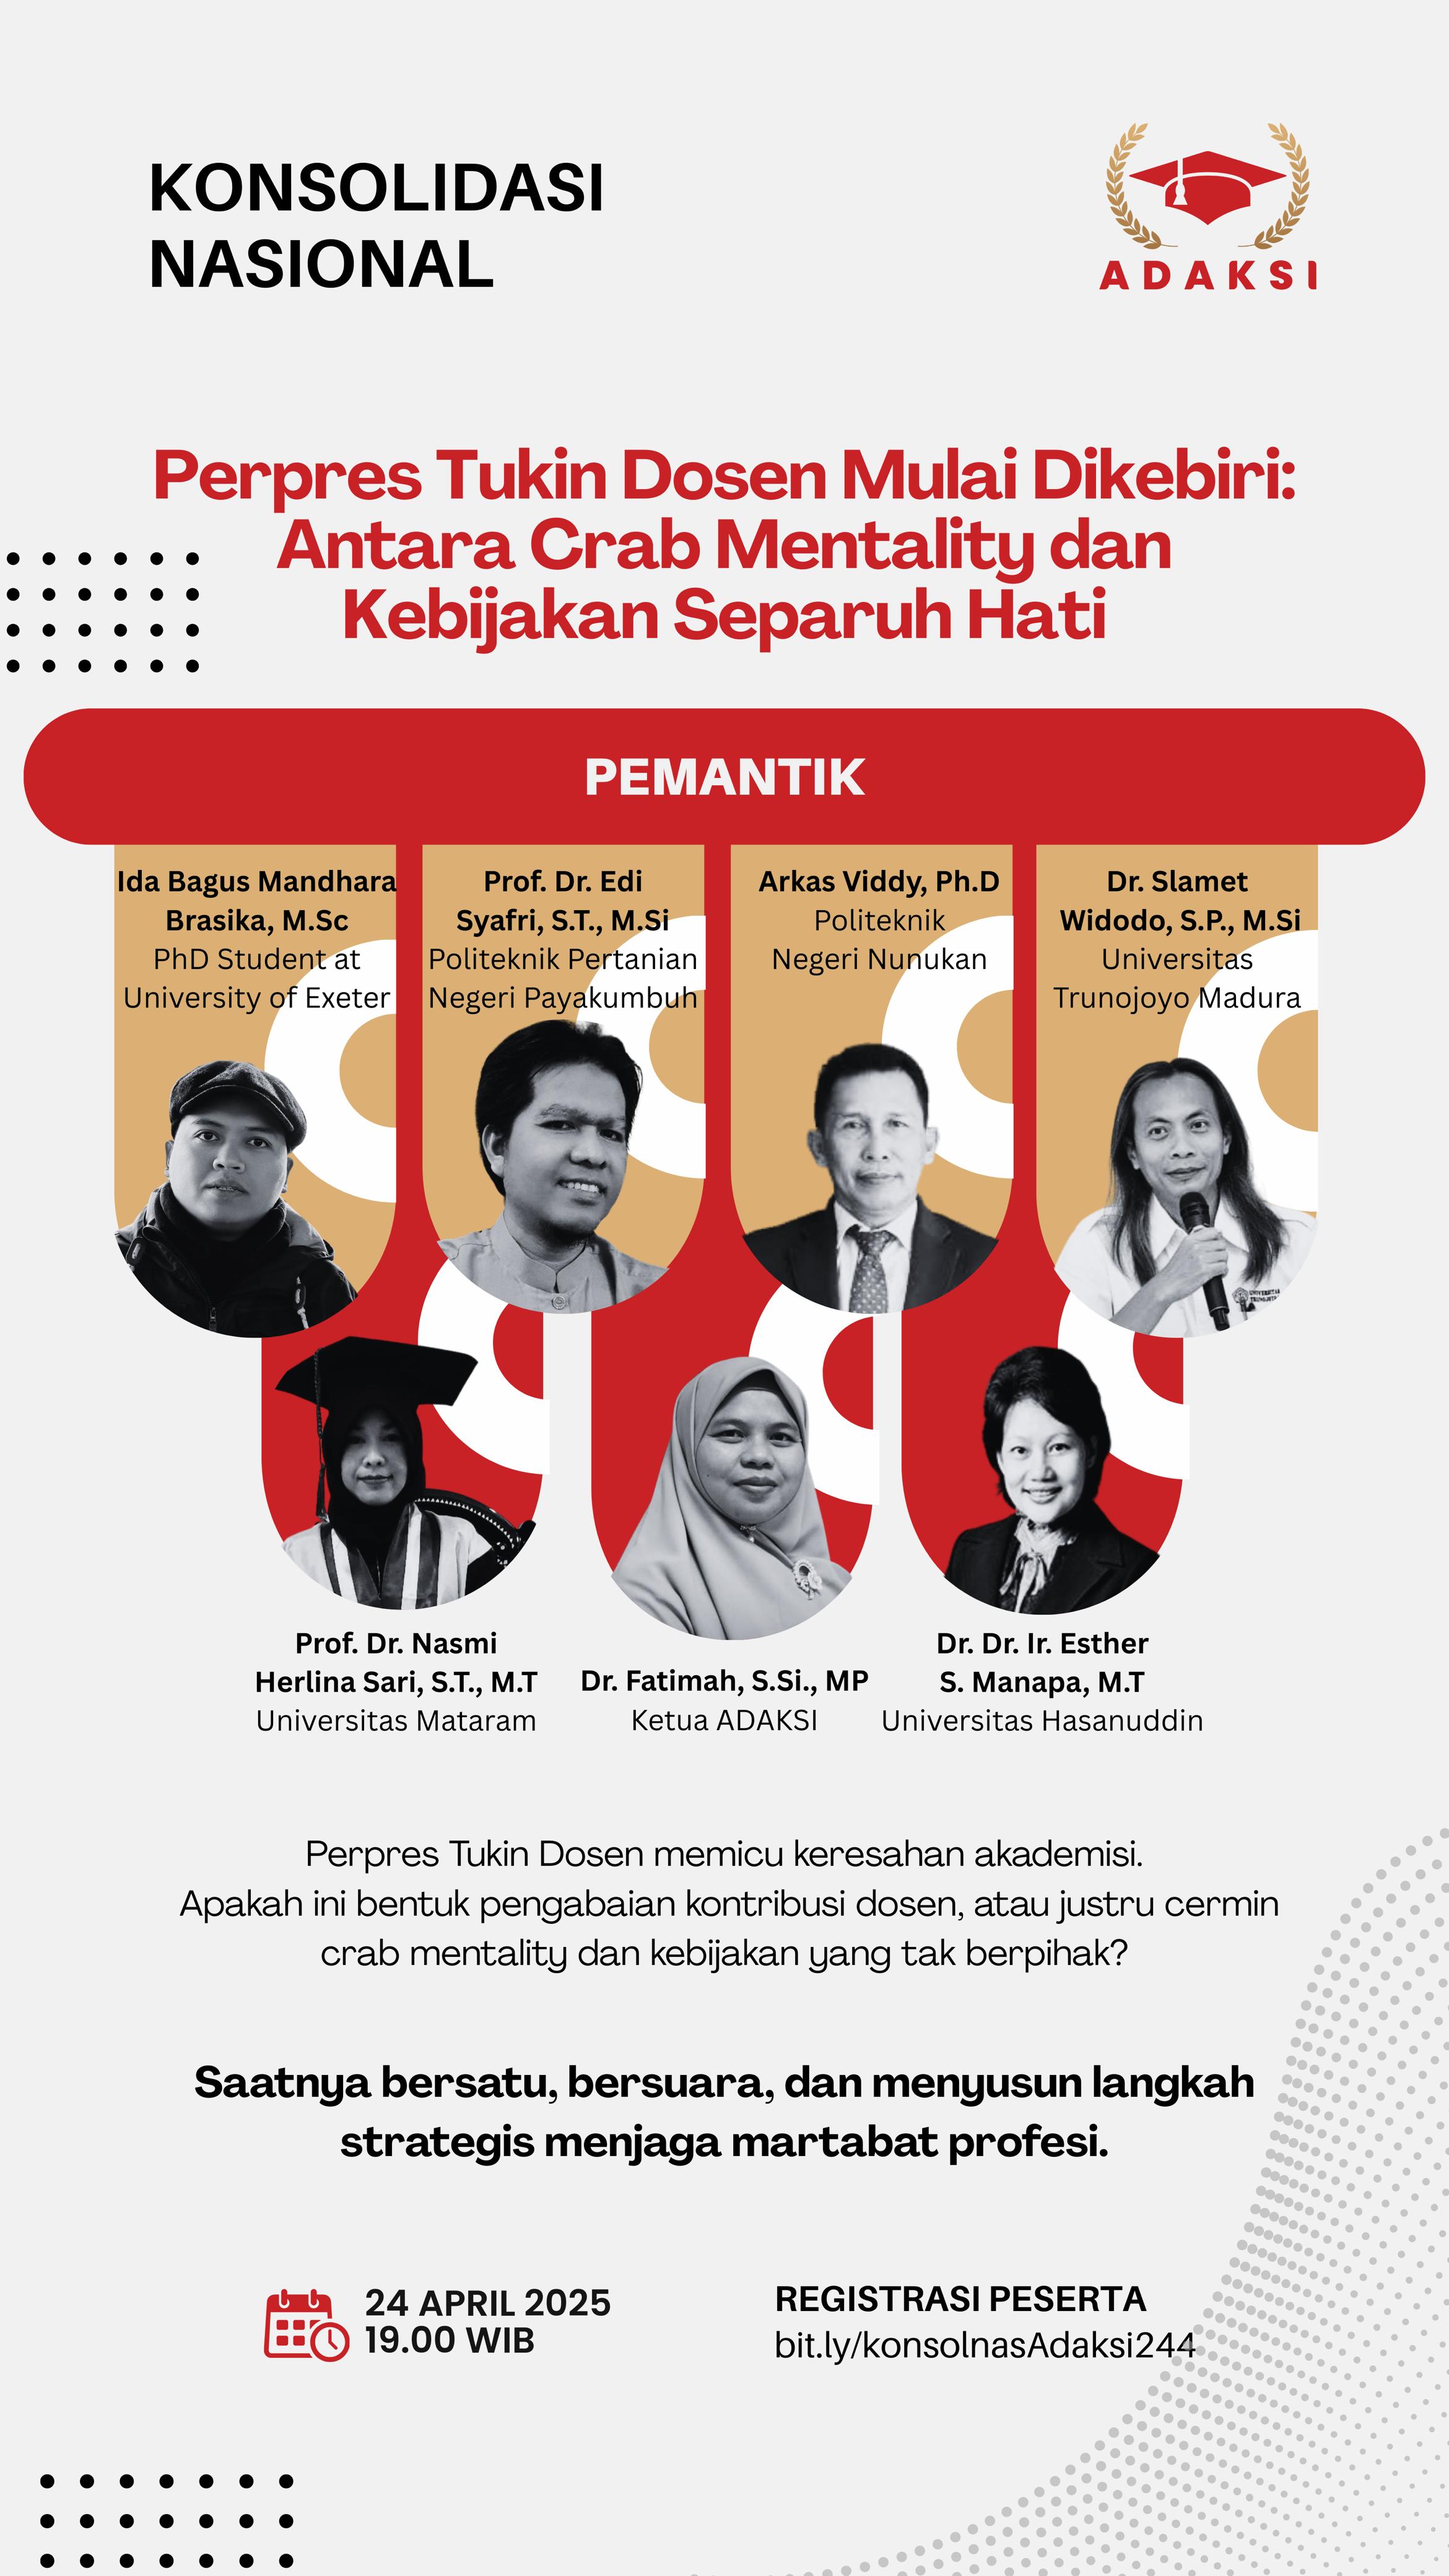 KONSOLIDASI
NASIONAL
ADAKSI
Perpres Tukin Dosen Mulai Dikebiri:
Antara Crab Mentality dan
Kebijakan Separuh Hati
PEMANTIK
Ida Bagus Mandhara
Brasika, M.Sc
PhD Student at
University of Exeter
Prof. Dr. Edi
Syafri, S.T., M.Si
Politeknik Pertanian
Negeri Payakumbuh
Arkas Viddy, Ph.D
Politeknik
Negeri Nunukan
Dr. Slamet
Widodo, S.P., M.Si
Universitas
Trunojoyo Madura
Prof. Dr. Nasmi
Herlina Sari, S.T., M.T
Universitas Mataram
Dr. Fatimah, S.Si., MP
Ketua ADAKSI
Dr. Dr. Ir. Esther
S. Manapa, M.T
Universitas Hasanuddin
Perpres Tukin Dosen memicu keresahan akademisi.
Apakah ini bentuk pengabaian kontribusi dosen, atau justru cermin
crab mentality dan kebijakan yang tak berpihak?
Saatnya bersatu, bersuara, dan menyusun langkah
strategis menjaga martabat profesi.
24 APRIL 2025
19.00 WIB
REGISTRASI PESERTA
bit.ly/konsolnasAdaksi244